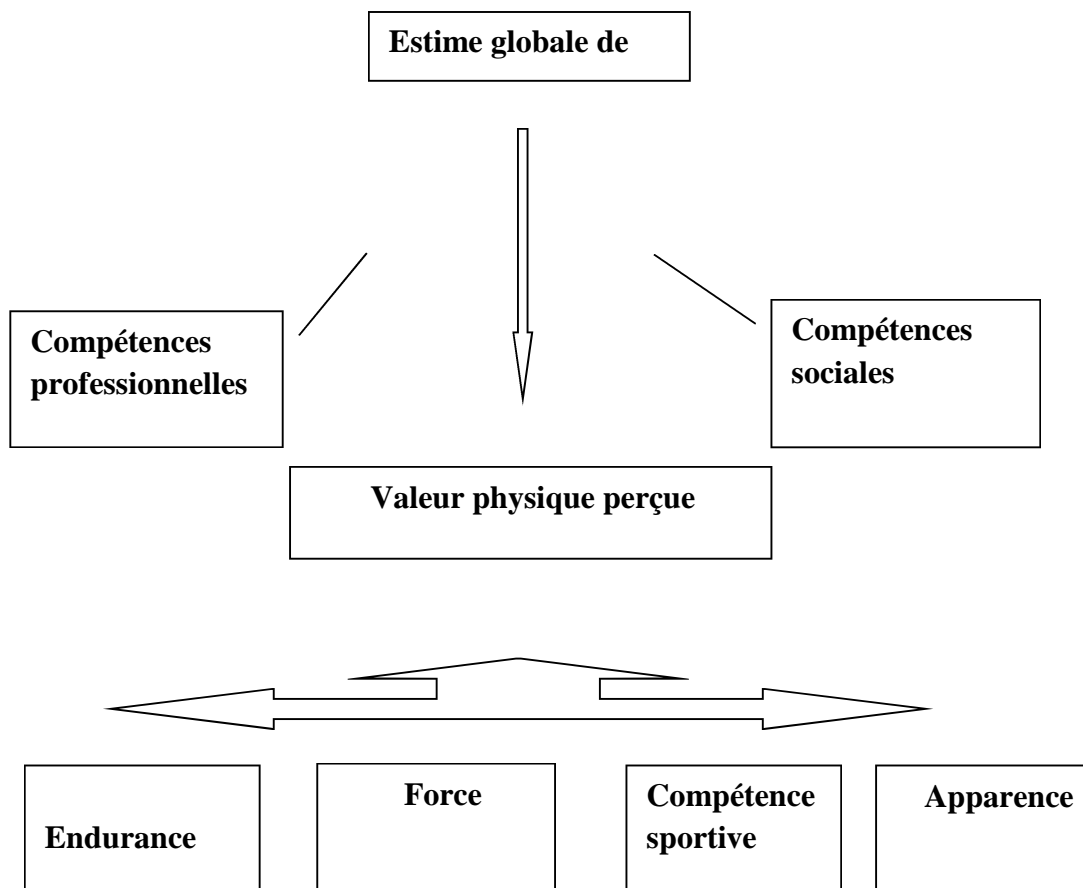 Estime globale de
Compétences
professionnelles
Compétences
sociales
Valeur physique perçue
Endurance
Force
Compétence
sportive
Apparence